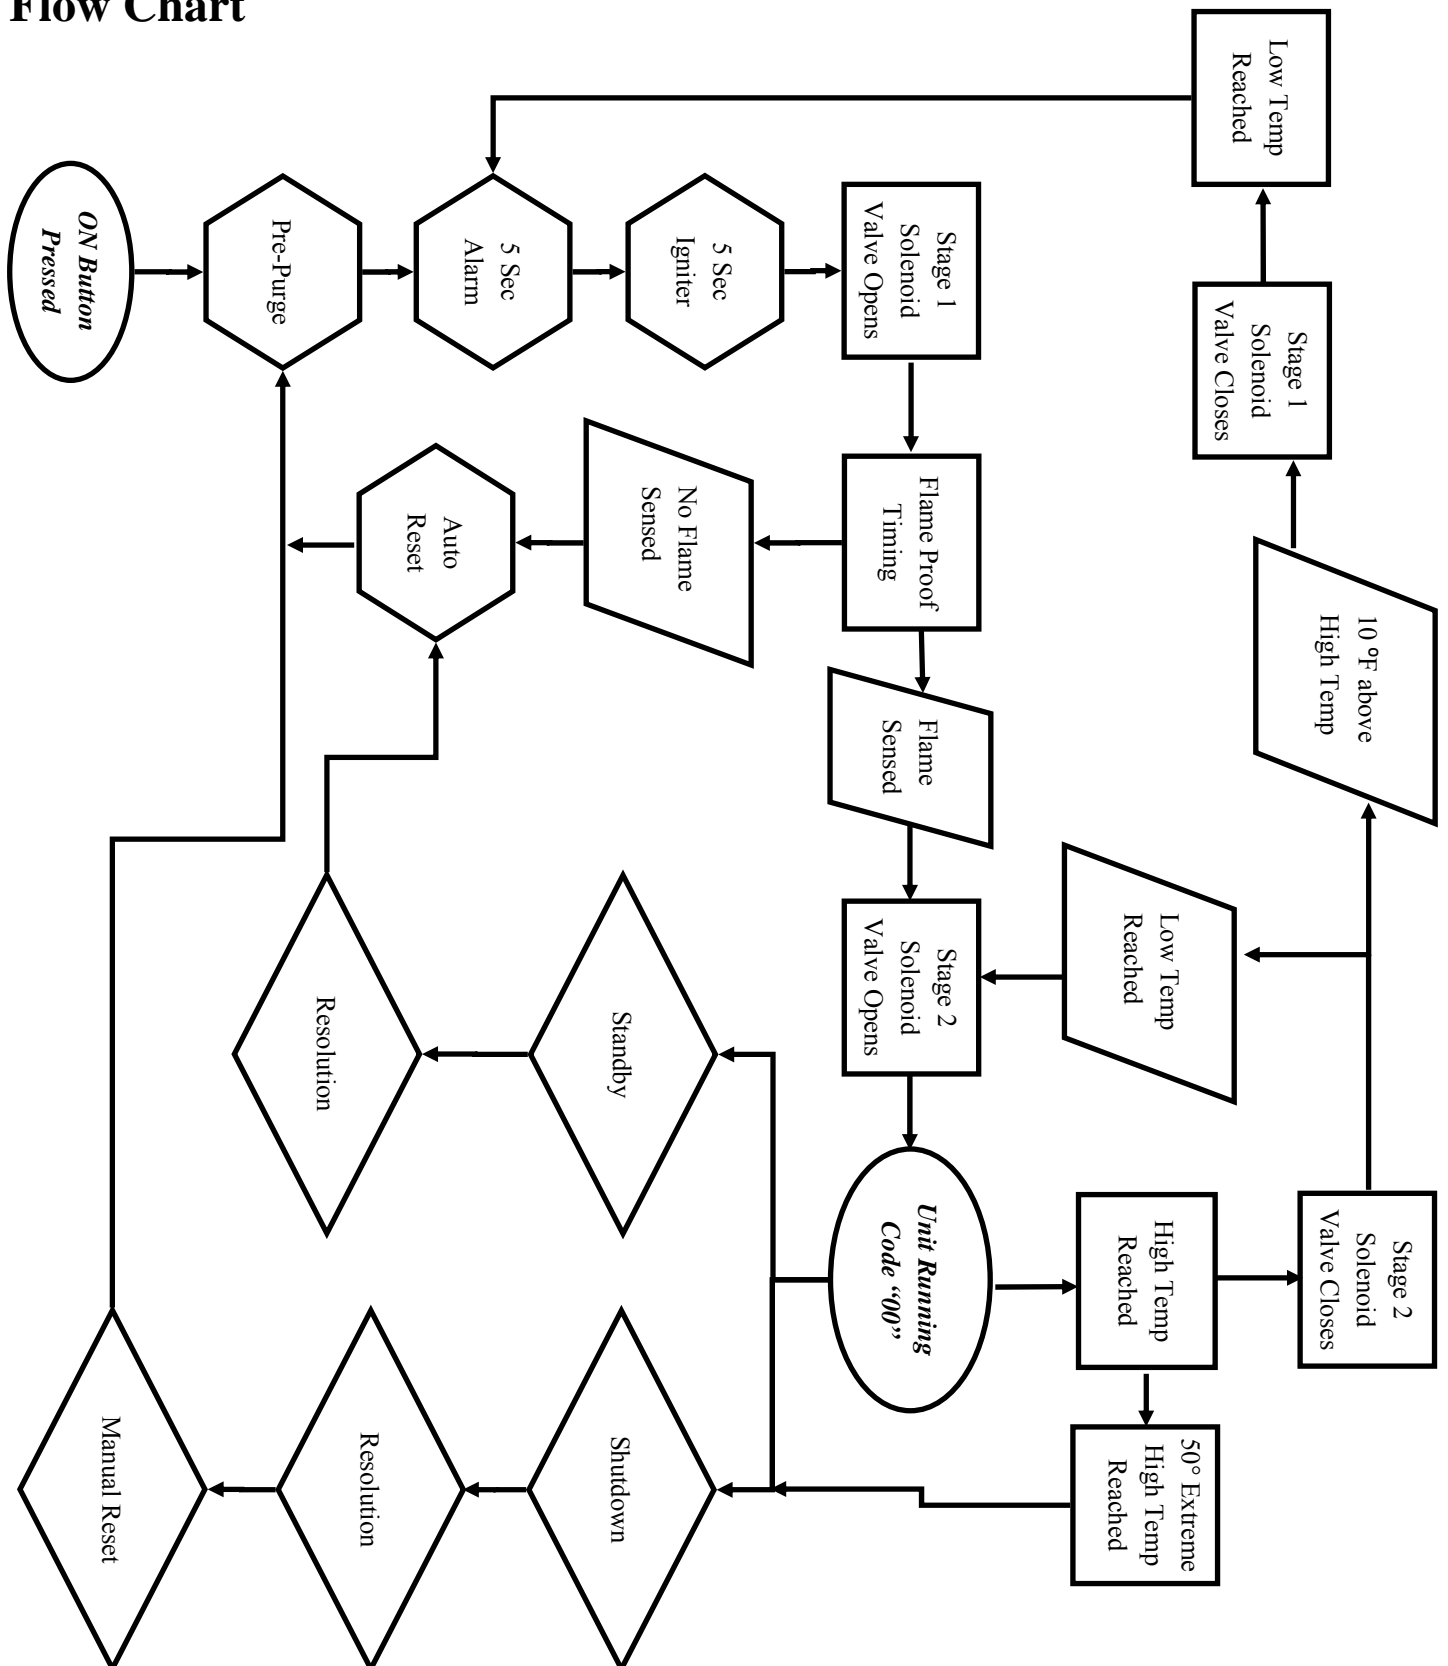 Flow Chart
ON Button
Pressed
Pre-Purge
5 Sec
Alarm
5 Sec
Igniter
Stage 1
Solenoid
Valve Opens
Flame Proof
Timing
No Flame
Sensed
Auto
Reset
Flame
Sensed
Stage 2
Solenoid
Valve Opens
Unit Running
Code “00”
High Temp
Reached
Stage 2
Solenoid
Valve Closes
50° Extreme
High Temp
Reached
Low Temp
Reached
10 ºF above
High Temp
Stage 1
Solenoid
Valve Closes
Low Temp
Reached
Standby
Resolution
Shutdown
Resolution
Manual Reset